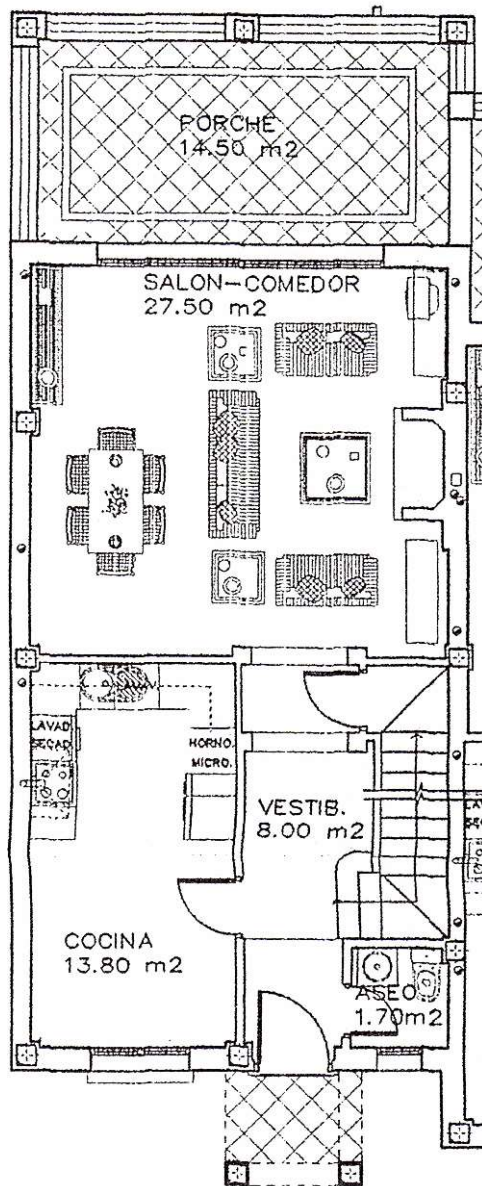 PORCHE
14.50 m2
SALON-COMEDOR
27.50 m2
LAVAD
SECAD
HORNO.
MICRO.
VESTIB.
8.00 m2
COCINA
13.80 m2
ASEO
1.70m2